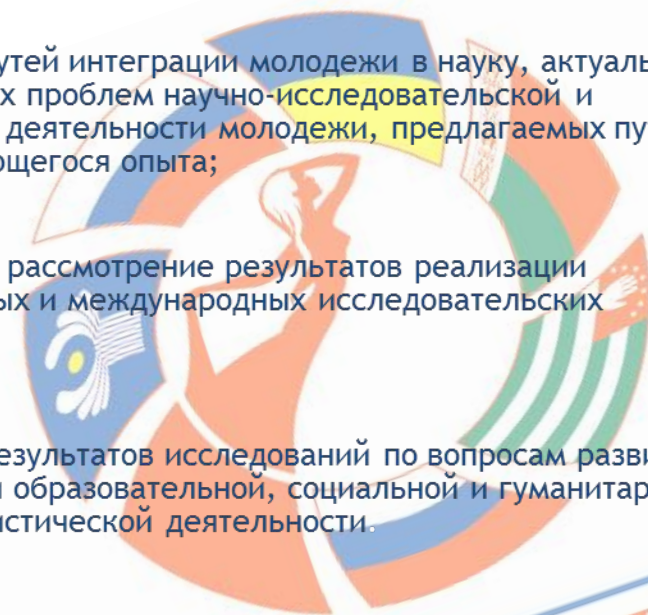 утей интеграции молодежи в науку, актуаль
х проблем научно-исследовательской и
деятельности молодежи, предлагаемых пу
ощегося опыта;
рассмотрение результатов реализации
ых и международных исследовательских
езультатов исследований по вопросам разви
образовательной, социальной и гуманитар
истической деятельности.